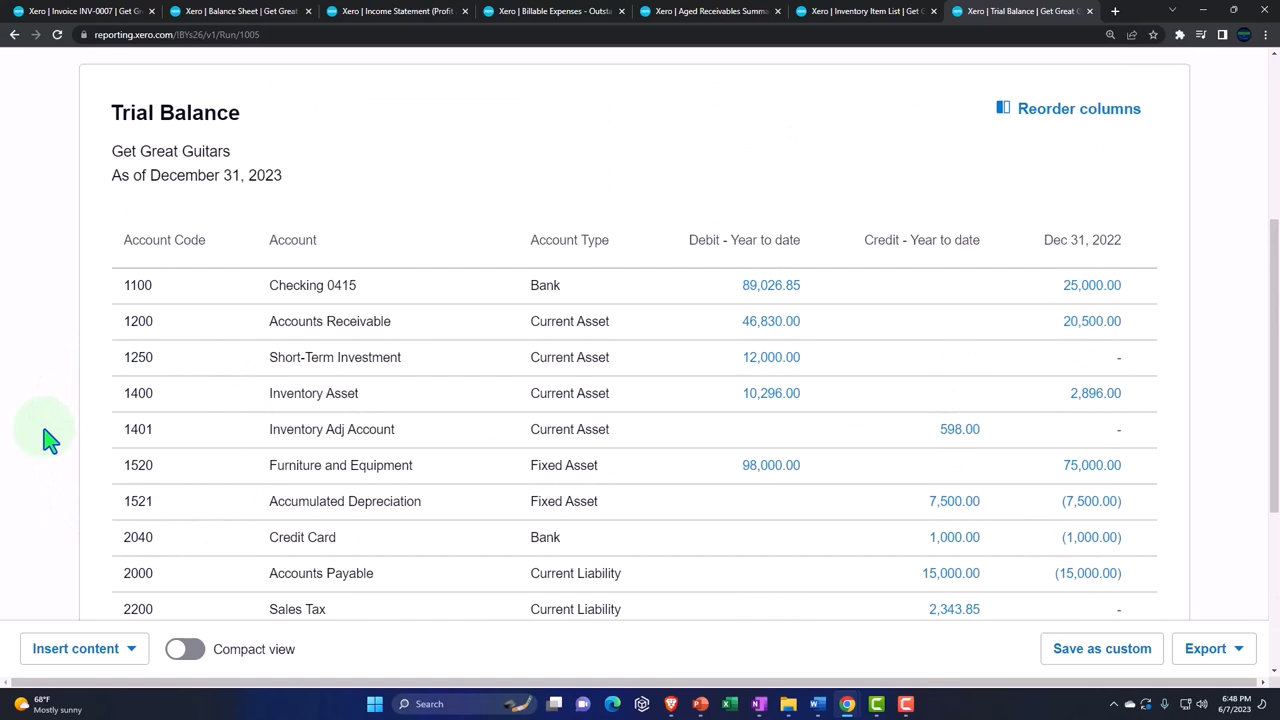 Xero | INV-0017 | Get G
Xero | Balance Sheet | Get Great
Xero | Income Statement (Profit
Xero | Billable Expenses - Outsta
Xero | Aged Receivables Summa
Xero | Inventory Item List | Get C
Xero | Trial Balance | Get Great G
reporting.xero.com/!BYs26/v1/Run/1005
Trial Balance
Reorder columns
Get Great Guitars
As of December 31, 2023
Account Code Account Account Type Debit - Year to date Credit - Year to date Dec 31, 2022
1100 Checking 0415 Bank 89,026.85 25,000.00
1200 Accounts Receivable Current Asset 46,830.00 20,500.00
1250 Short-Term Investment Current Asset 12,000.00 -
1400 Inventory Asset Current Asset 10,296.00 2,896.00
1401 Inventory Adj Account Current Asset 598.00 -
1520 Furniture and Equipment Fixed Asset 98,000.00 75,000.00
1521 Accumulated Depreciation Fixed Asset 7,500.00 (7,500.00)
2040 Credit Card Bank 1,000.00 (1,000.00)
2000 Accounts Payable Current Liability 15,000.00 (15,000.00)
2200 Sales Tax Current Liability 2,343.85 -
Insert content Compact view Save as custom Export
68°F
Mostly sunny
Search
6:48 PM
6/7/2023